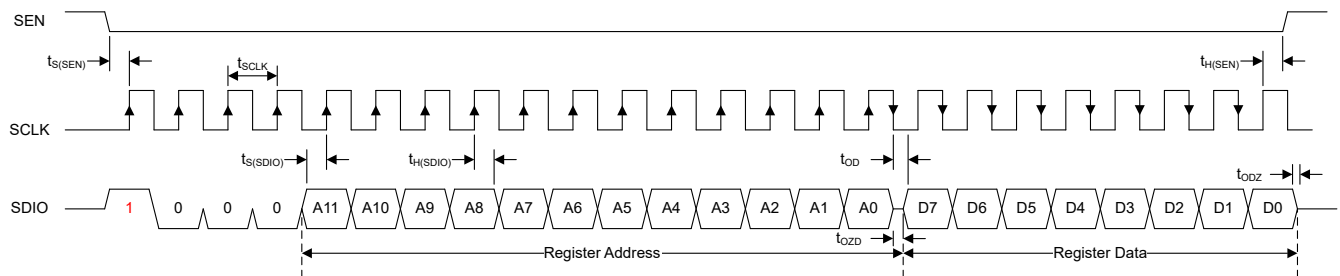 SEN
tS(SEN)
tSCLK
tH(SEN)
SCLK
tS(SDIO)
tH(SDIO)
tOD
tODZ
SDIO 1 0 0 0 A11 A10 A9 A8 A7 A6 A5 A4 A3 A2 A1 A0 D7 D6 D5 D4 D3 D2 D1 D0
tOZD
Register Address Register Data